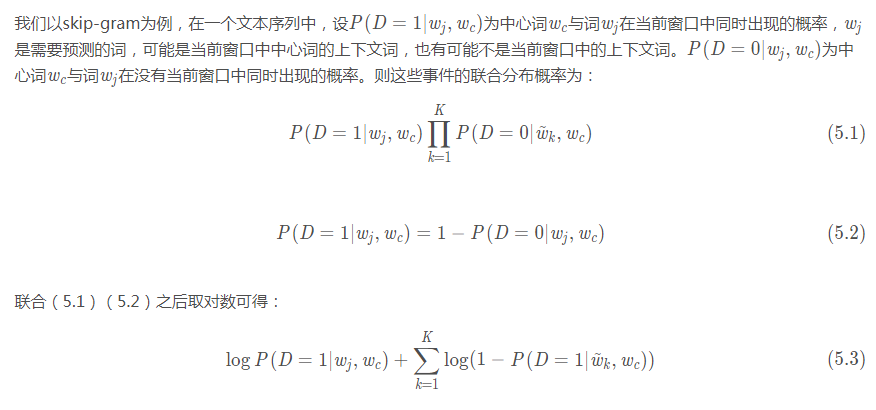 我们以skip-gram为例，在一个文本序列中，设$P(D=1|w_j,w_c)$为中心词$w_c$与词$w_j$在当前窗口中同时出现的概率，$w_j$
是需要预测的词，可能是当前窗口中中心词的上下文词，也有可能不是当前窗口中的上下文词。$P(D=0|w_j,w_c)$为中
心词$w_c$与词$w_j$在没有当前窗口中同时出现的概率。则这些事件的联合分布概率为：
$P(D=1|w_j,w_c)\prod_{k=1}^{K}P(D=0|\tilde{w}_k,w_c)$ (5.1)
$P(D=1|w_j,w_c)=1-P(D=0|w_j,w_c)$ (5.2)
联合（5.1）（5.2）之后取对数可得：
$\log P(D=1|w_j,w_c)+\sum_{k=1}^{K}\log(1-P(D=1|\tilde{w}_k,w_c))$ (5.3)